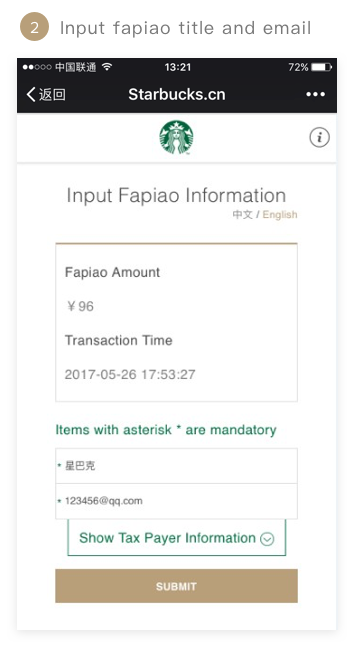 2 Input fapiao title and email
中国联通 13:21 72%
返回 Starbucks.cn
Input Fapiao Information
中文 / English
Fapiao Amount
￥96
Transaction Time
2017-05-26 17:53:27
Items with asterisk * are mandatory
* 星巴克
* 123456@qq.com
Show Tax Payer Information
SUBMIT